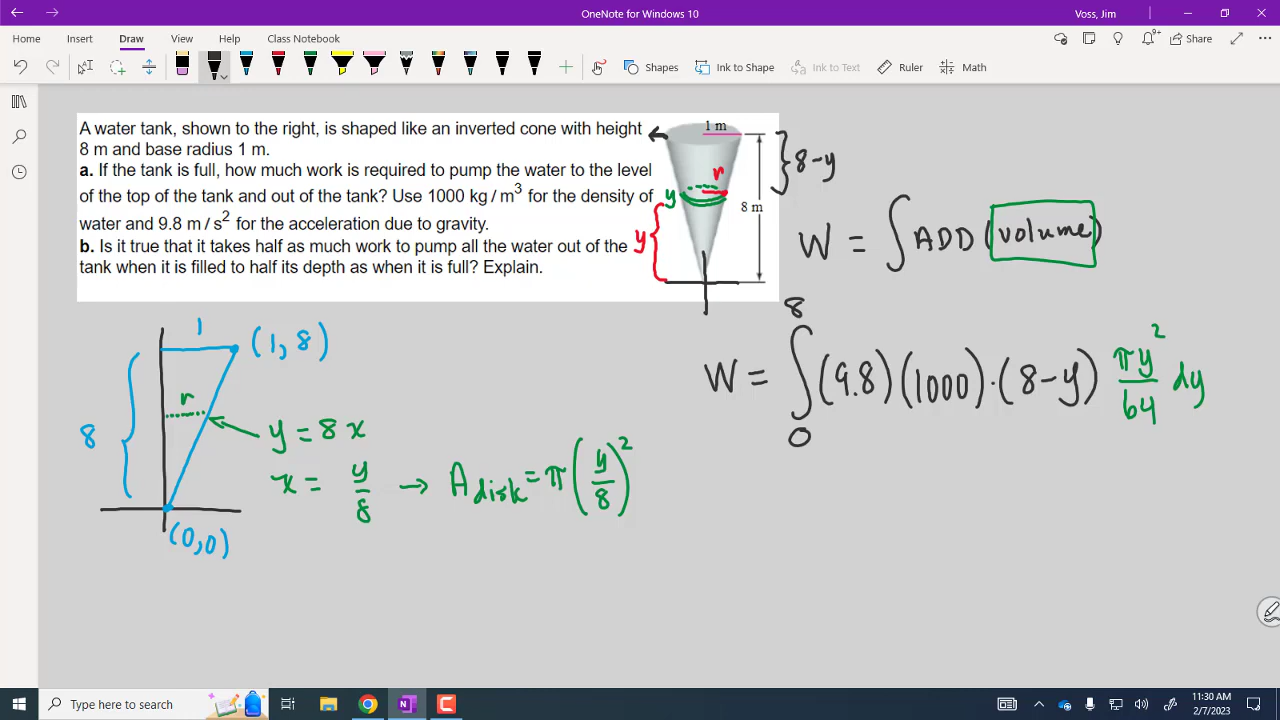 OneNote for Windows 10
Voss, Jim
Home Insert Draw View Help Class Notebook
Share
Shapes Ink to Shape Ink to Text Ruler Math
A water tank, shown to the right, is shaped like an inverted cone with height
8 m and base radius 1 m.
a. If the tank is full, how much work is required to pump the water to the level
of the top of the tank and out of the tank? Use 1000 kg / m³ for the density of
water and 9.8 m / s² for the acceleration due to gravity.
b. Is it true that it takes half as much work to pump all the water out of the
tank when it is filled to half its depth as when it is full? Explain.
1 m
r
y
8 m
y
8-y
W = ∫ ADD (volume)
W = ∫₀⁸ (9.8)(1000)·(8-y) πy²/64 dy
1
(1, 8)
r
8
y = 8x
x = y/8 → A disk = π(y/8)²
(0,0)
Type here to search
11:30 AM
2/7/2023